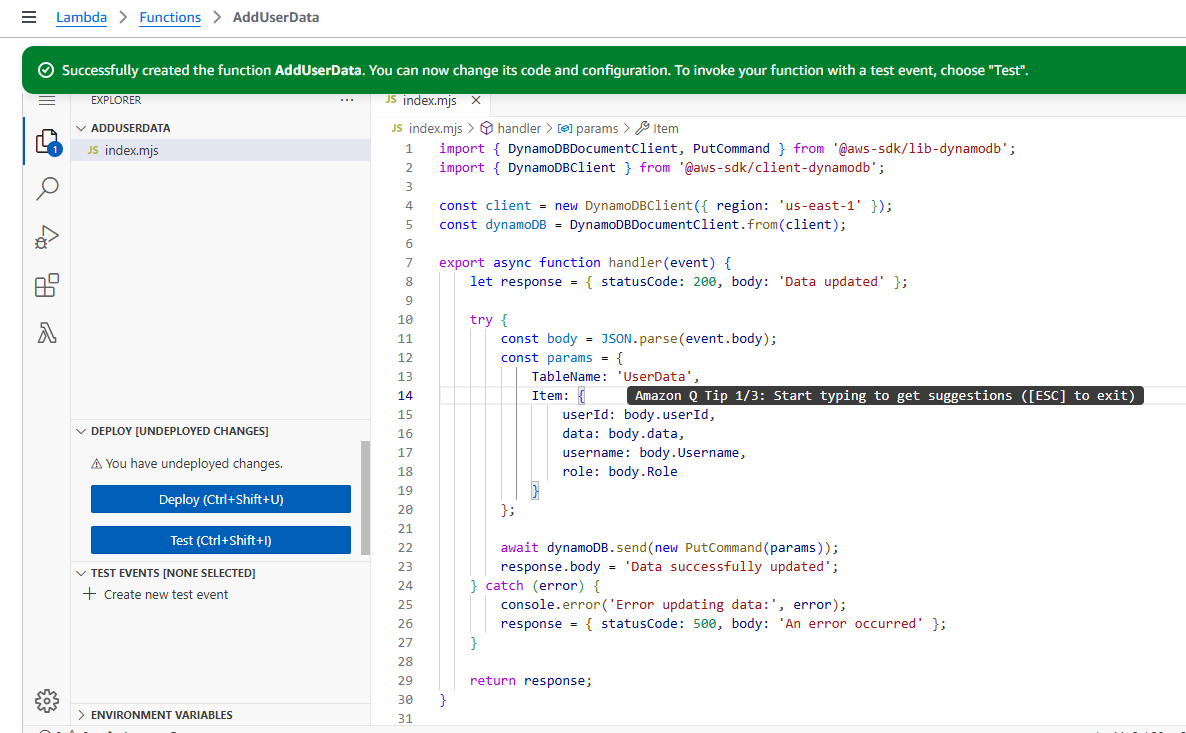 Lambda > Functions > AddUserData
Successfully created the function AddUserData. You can now change its code and configuration. To invoke your function with a test event, choose "Test".
EXPLORER ...
JS index.mjs ×
ADDUSERDATA
JS index.mjs
1
JS index.mjs > handler > params > Item
1 import { DynamoDBDocumentClient, PutCommand } from '@aws-sdk/lib-dynamodb';
2 import { DynamoDBClient } from '@aws-sdk/client-dynamodb';
3
4 const client = new DynamoDBClient({ region: 'us-east-1' });
5 const dynamoDB = DynamoDBDocumentClient.from(client);
6
7 export async function handler(event) {
8 let response = { statusCode: 200, body: 'Data updated' };
9
10 try {
11 const body = JSON.parse(event.body);
12 const params = {
13 TableName: 'UserData',
14 Item: { Amazon Q Tip 1/3: Start typing to get suggestions ([ESC] to exit)
15 userId: body.userId,
16 data: body.data,
17 username: body.Username,
18 role: body.Role
19 }
20 };
21
22 await dynamoDB.send(new PutCommand(params));
23 response.body = 'Data successfully updated';
24 } catch (error) {
25 console.error('Error updating data:', error);
26 response = { statusCode: 500, body: 'An error occurred' };
27 }
28
29 return response;
30 }
31
DEPLOY [UNDEPLOYED CHANGES]
You have undeployed changes.
Deploy (Ctrl+Shift+U)
Test (Ctrl+Shift+I)
TEST EVENTS [NONE SELECTED]
+ Create new test event
ENVIRONMENT VARIABLES